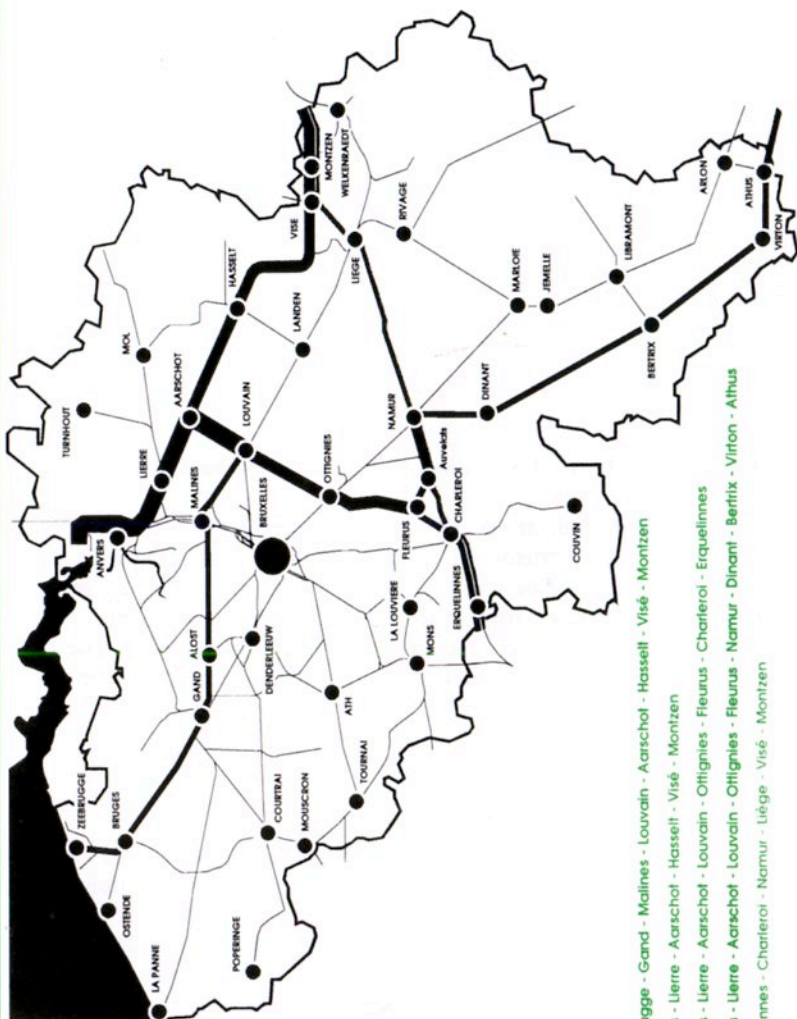 ZEEBRUGGE
BRUGES
OSTENDE
LA PANNE
POPERINGE
COURTRAI
MOUSCRON
TOURNAI
GAND
ALOST
DENDERLEEUW
ATH
MONS
LA LOUVIERE
ERQUELINNES
ANVERS
MALINES
BRUXELLES
LIERRE
TURNHOUT
MOL
AARSCHOT
LOUVAIN
OTTIGNIES
FLEURUS
CHARLEROI
Auvelais
COUVIN
HASSELT
LANDEN
NAMUR
DINANT
VISE
MONTZEN
WELKENRAEDT
LIEGE
RIVAGE
MARLOIE
JEMELLE
LIBRAMONT
BERTRIX
ARLON
ATHUS
VIRTON
- Gand - Malines - Louvain - Aarschot - Hasselt - Visé - Montzen
- Lierre - Aarschot - Hasselt - Visé - Montzen
- Lierre - Aarschot - Louvain - Ottignies - Fleurus - Charleroi - Erquelinnes
- Lierre - Aarschot - Louvain - Ottignies - Fleurus - Namur - Dinant - Bertrix - Virton - Athus
- Charleroi - Namur - Liège - Visé - Montzen